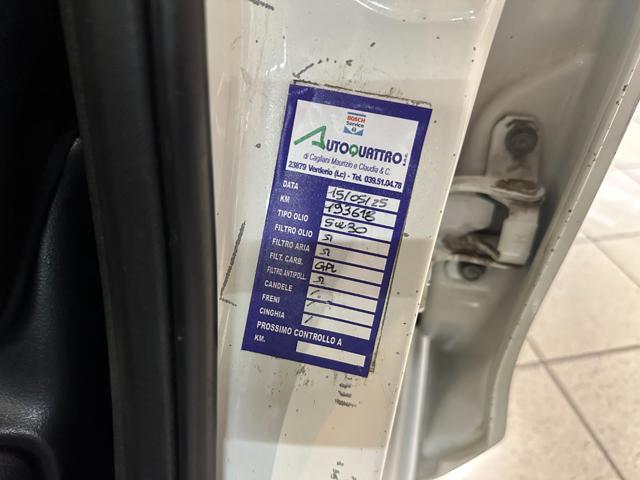 BOSCH
Service
AUTOQUATTRO S.N.C.
di Cagliani Maurizio e Claudia & C.
23879 Verderio (Lc) - Tel. 039.51.04.78
DATA 15/05/25
KM 193618
TIPO OLIO 5W30
FILTRO OLIO SI
FILTRO ARIA SI
FILT. CARB. GPL
FILTRO ANTIPOLL. SI
CANDELE /
FRENI /
CINGHIA /
PROSSIMO CONTROLLO A
KM.